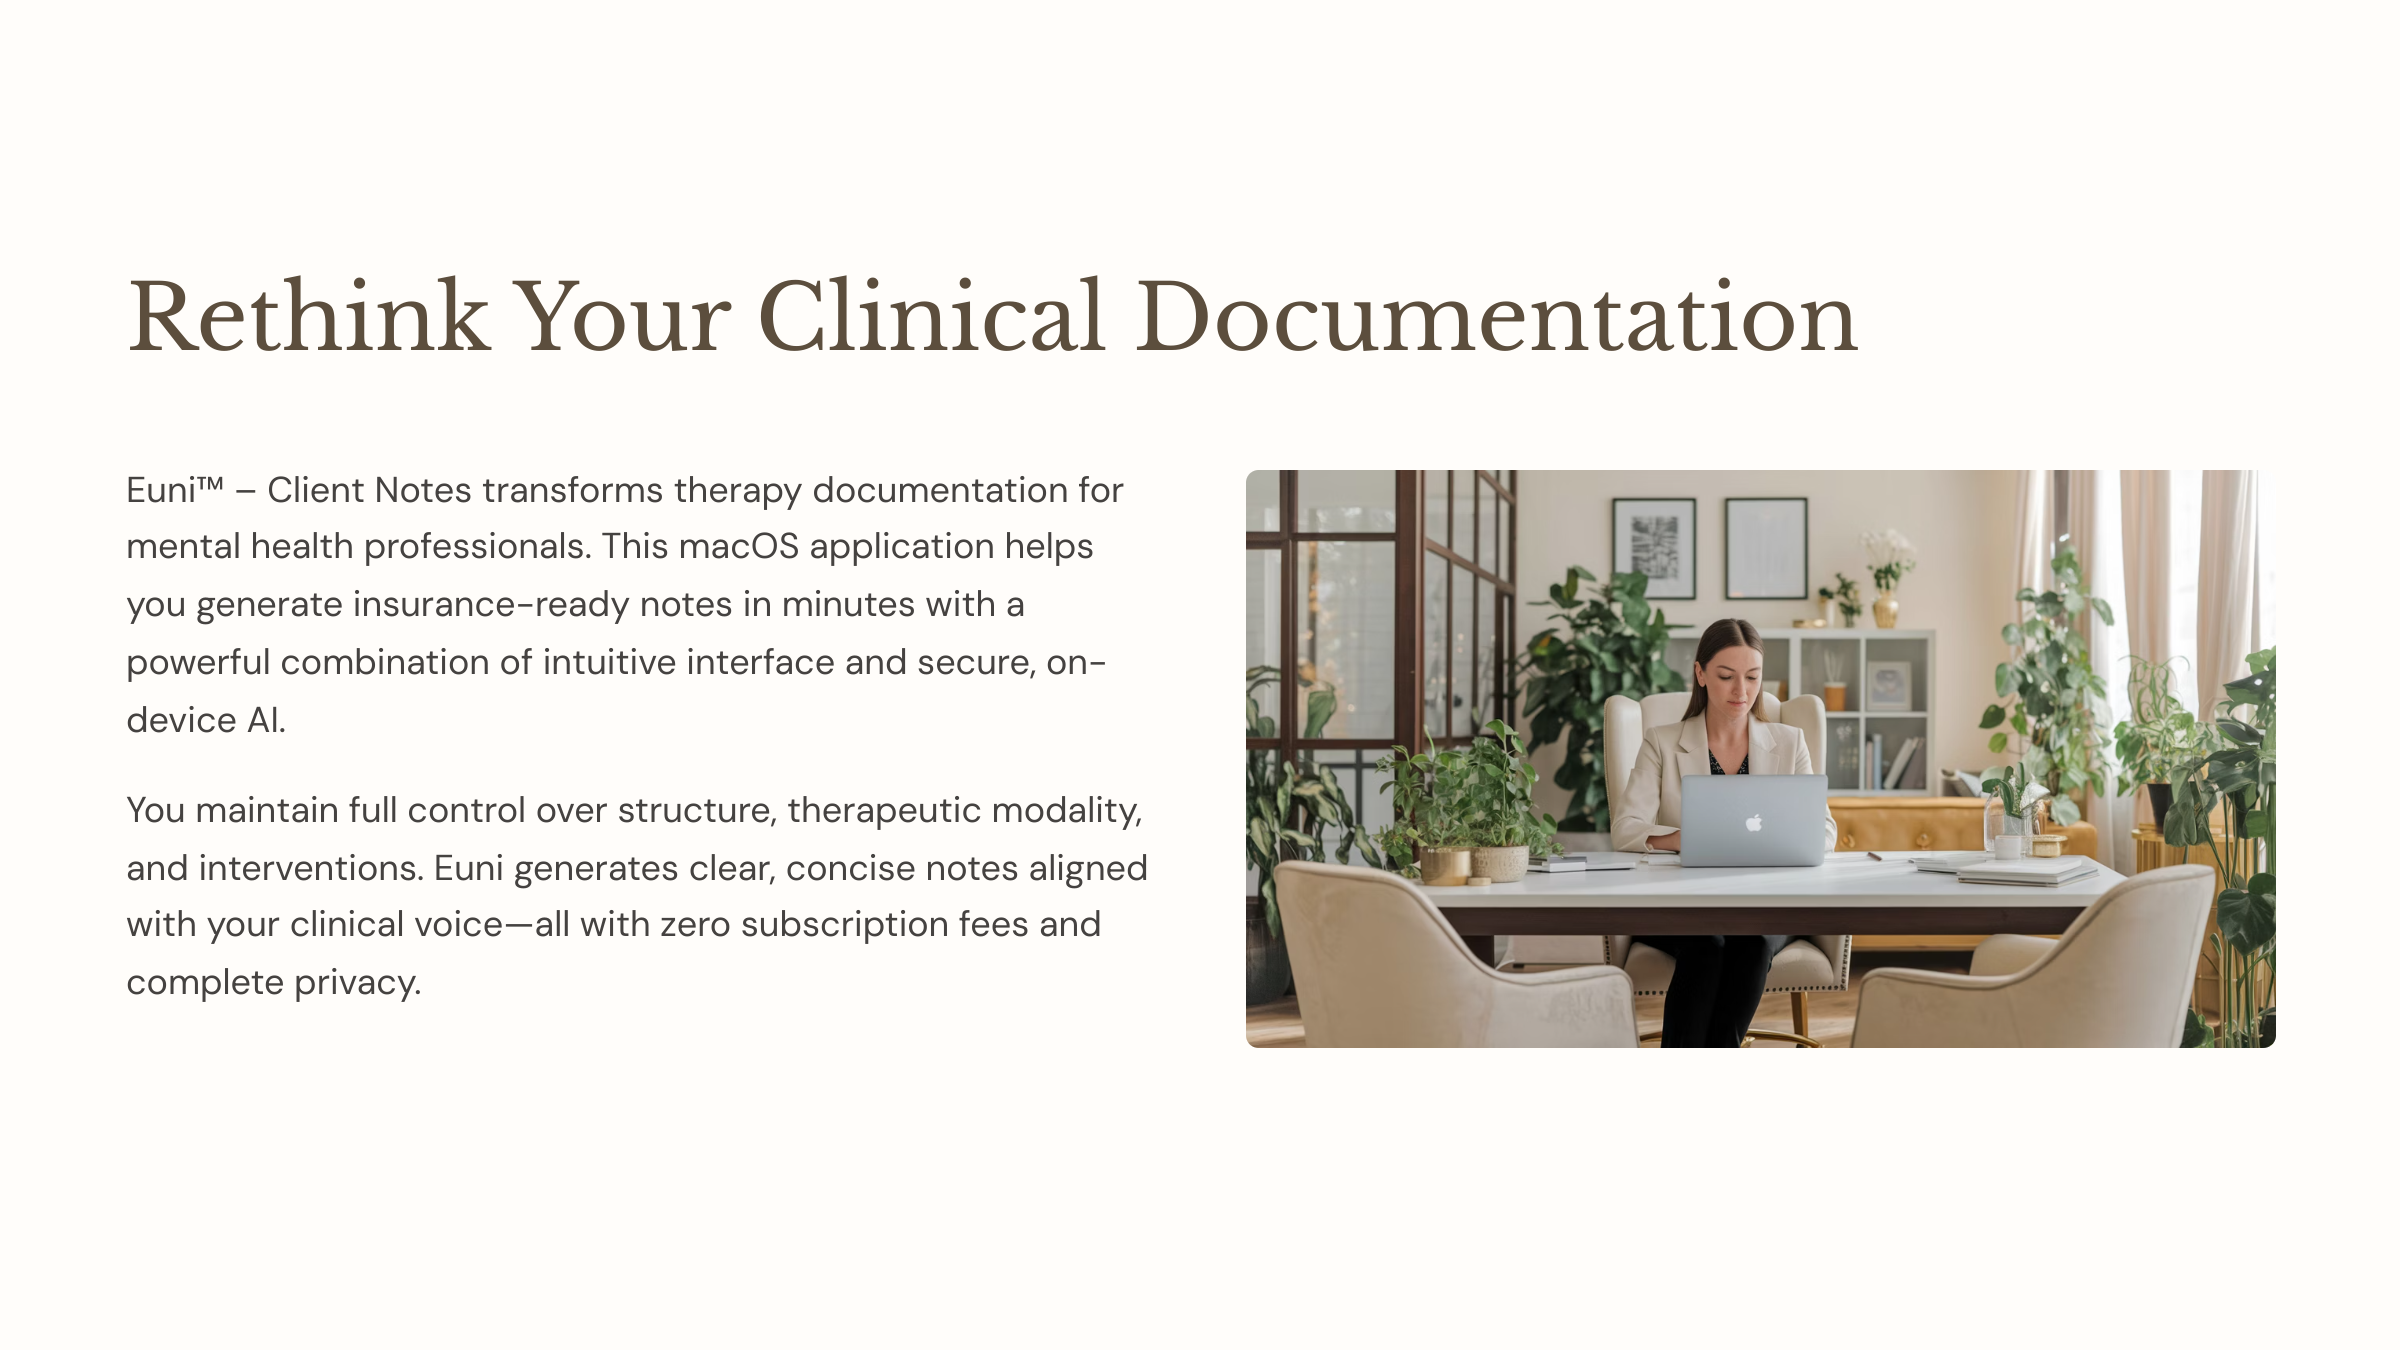 Rethink Your Clinical Documentation
Euni™ – Client Notes transforms therapy documentation for
mental health professionals. This macOS application helps
you generate insurance-ready notes in minutes with a
powerful combination of intuitive interface and secure, on-
device AI.
You maintain full control over structure, therapeutic modality,
and interventions. Euni generates clear, concise notes aligned
with your clinical voice—all with zero subscription fees and
complete privacy.